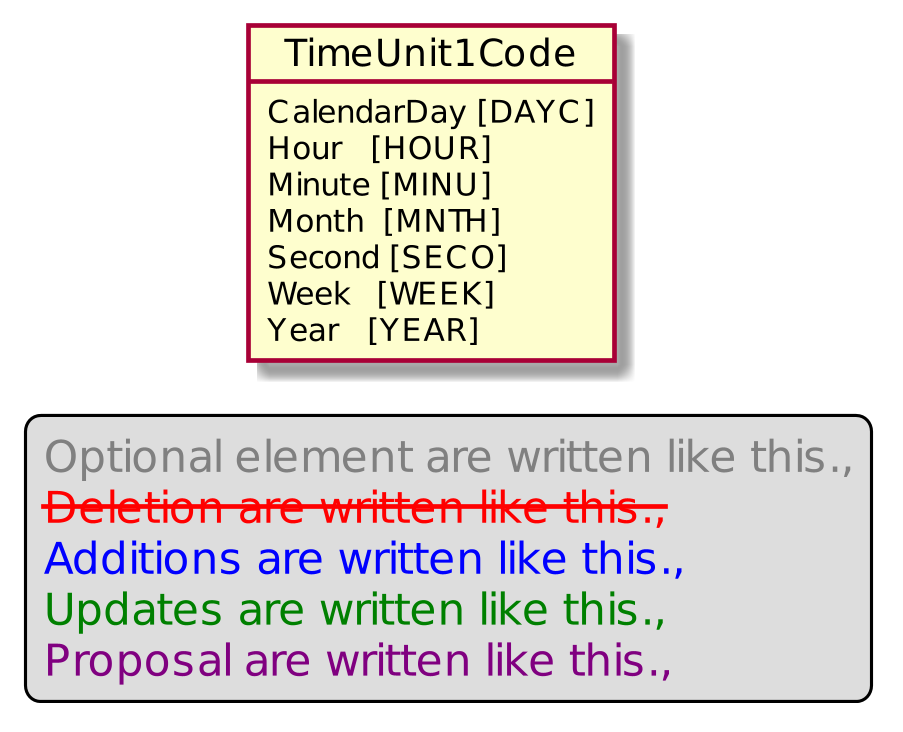 TimeUnit1Code
CalendarDay [DAYC]
Hour [HOUR]
Minute [MINU]
Month [MNTH]
Second [SECO]
Week [WEEK]
Year [YEAR]
Optional element are written like this.,
Deletion are written like this.,
Additions are written like this.,
Updates are written like this.,
Proposal are written like this.,